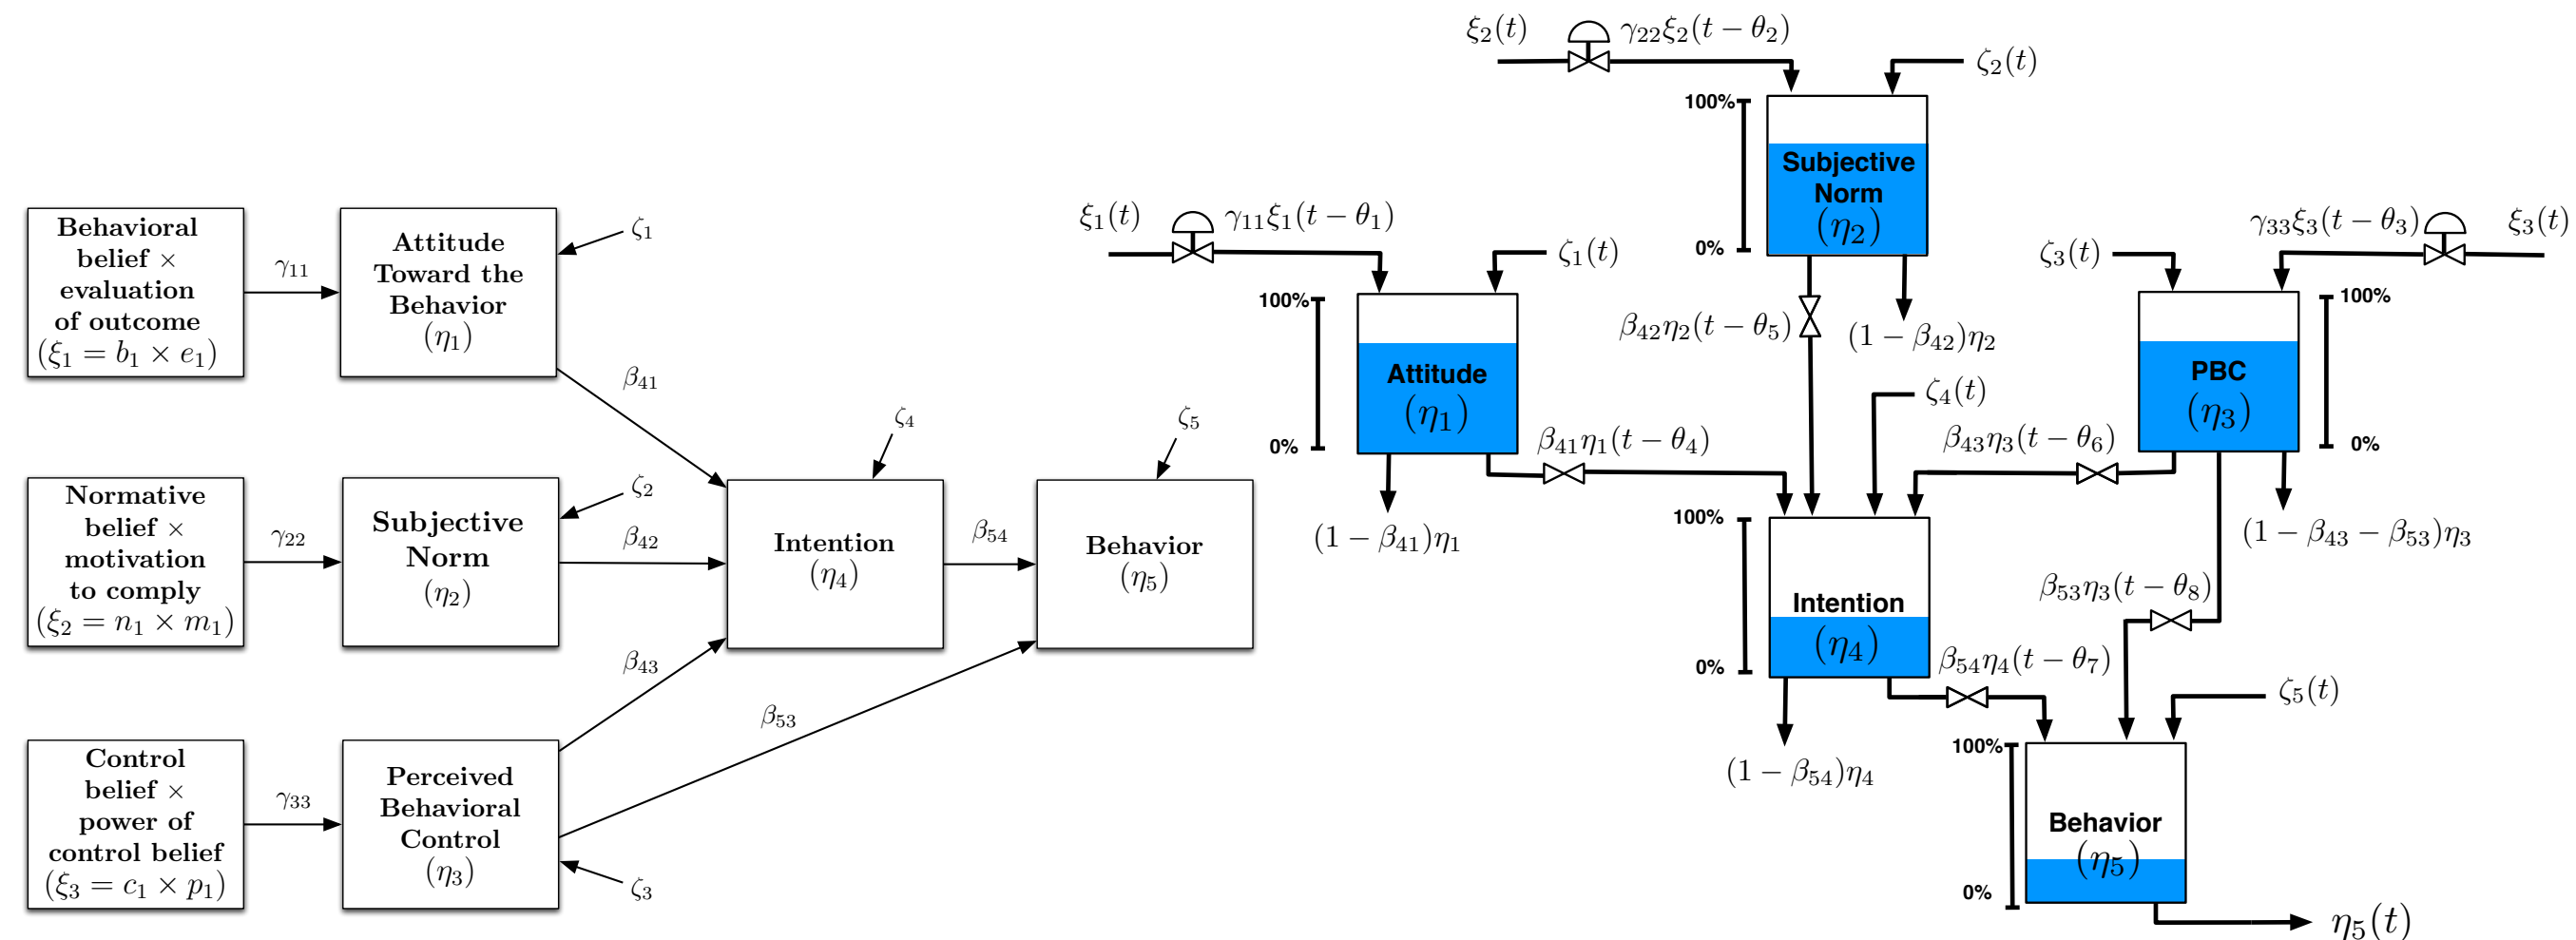 Behavioral
belief ×
evaluation
of outcome
(ξ₁ = b₁ × e₁)
γ₁₁
Attitude
Toward the
Behavior
(η₁)
ζ₁
β₄₁
Normative
belief ×
motivation
to comply
(ξ₂ = n₁ × m₁)
γ₂₂
Subjective
Norm
(η₂)
ζ₂
β₄₂
Control
belief ×
power of
control belief
(ξ₃ = c₁ × p₁)
γ₃₃
Perceived
Behavioral
Control
(η₃)
ζ₃
β₄₃
β₅₃
ζ₄
Intention
(η₄)
β₅₄
ζ₅
Behavior
(η₅)
ξ₂(t)
γ₂₂ξ₂(t − θ₂)
ζ₂(t)
100%
Subjective
Norm
(η₂)
0%
β₄₂η₂(t − θ₅)
(1 − β₄₂)η₂
ξ₁(t)
γ₁₁ξ₁(t − θ₁)
ζ₁(t)
100%
Attitude
(η₁)
0%
β₄₁η₁(t − θ₄)
(1 − β₄₁)η₁
ζ₃(t)
γ₃₃ξ₃(t − θ₃)
ξ₃(t)
100%
PBC
(η₃)
0%
β₄₃η₃(t − θ₆)
(1 − β₄₃ − β₅₃)η₃
β₅₃η₃(t − θ₈)
ζ₄(t)
100%
Intention
(η₄)
0%
β₅₄η₄(t − θ₇)
(1 − β₅₄)η₄
ζ₅(t)
100%
Behavior
(η₅)
0%
η₅(t)